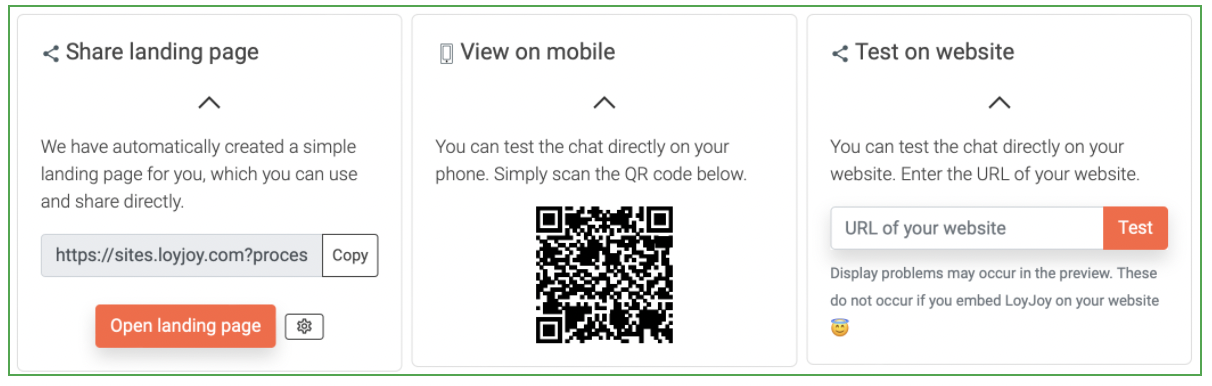 Share landing page
We have automatically created a simple
landing page for you, which you can use
and share directly.
https://sites.loyjoy.com?proces
Copy
Open landing page
View on mobile
You can test the chat directly on your
phone. Simply scan the QR code below.
Test on website
You can test the chat directly on your
website. Enter the URL of your website.
URL of your website
Test
Display problems may occur in the preview. These
do not occur if you embed LoyJoy on your website
😇